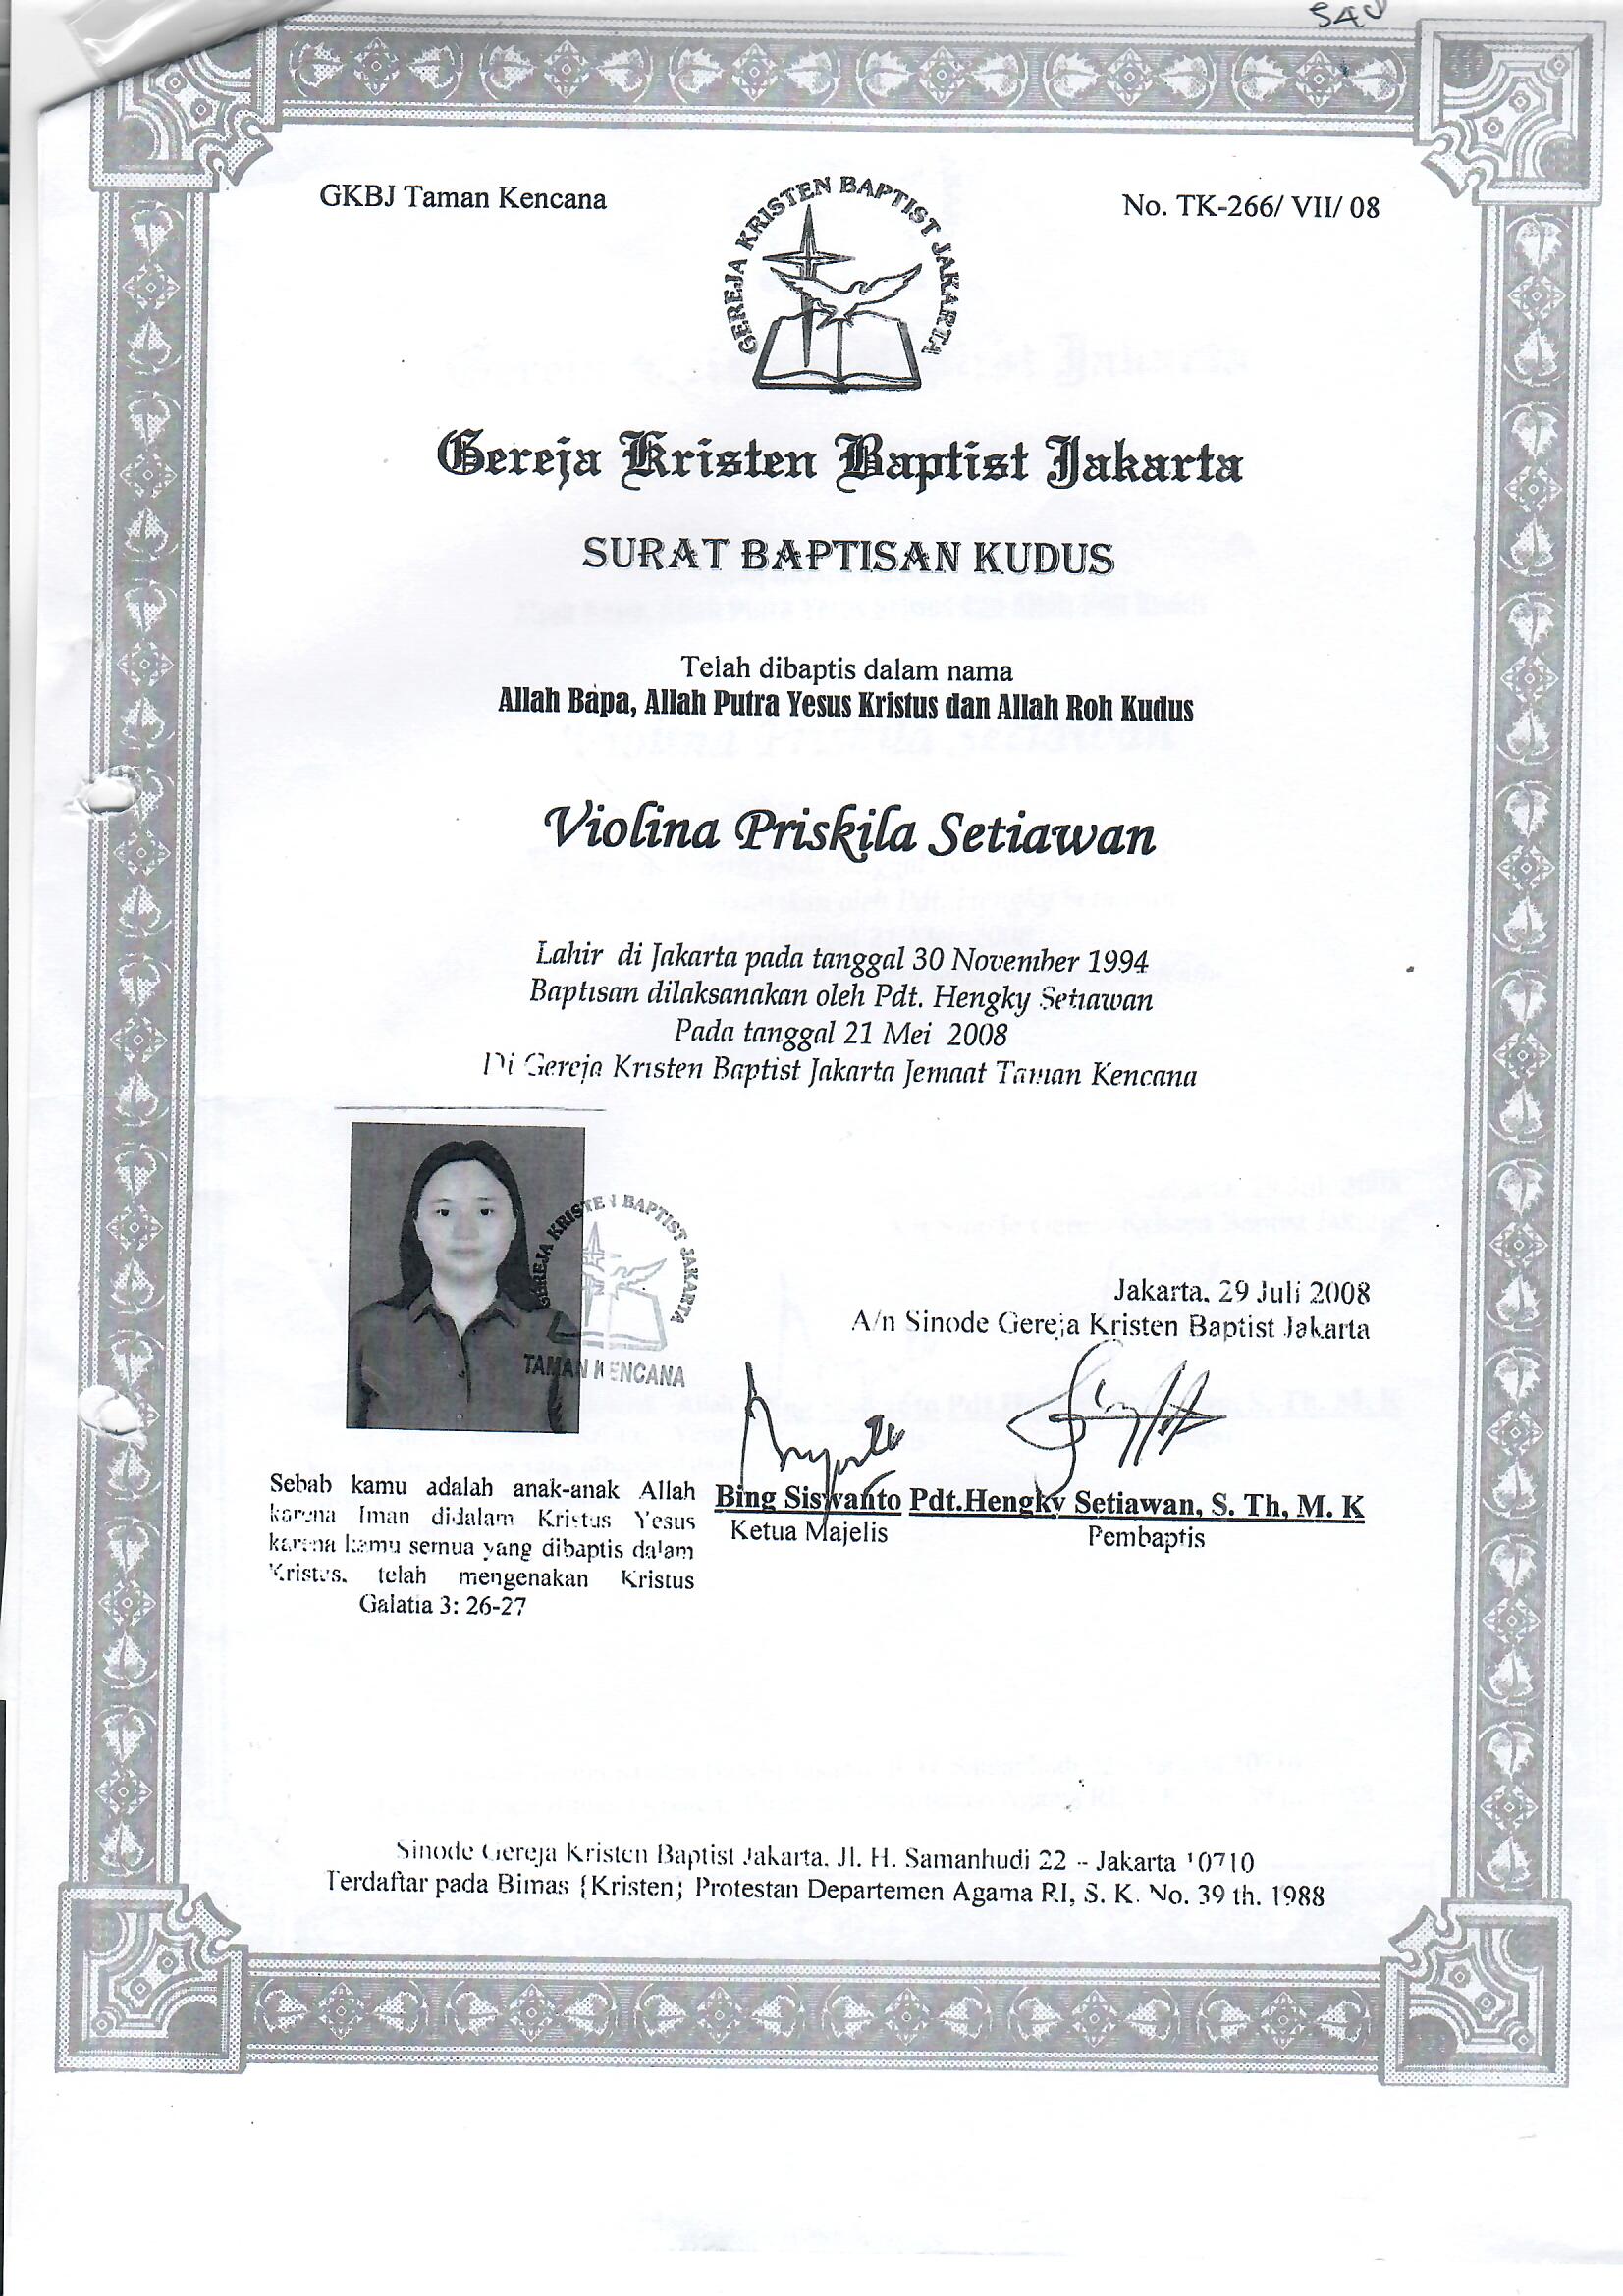 GKBJ Taman Kencana
No. TK-266/ VII/ 08
GEREJA KRISTEN BAPTIST JAKARTA
Gereja Kristen Baptist Jakarta
SURAT BAPTISAN KUDUS
Telah dibaptis dalam nama
Allah Bapa, Allah Putra Yesus Kristus dan Allah Roh Kudus
Violina Priskila Setiawan
Lahir di Jakarta pada tanggal 30 November 1994
Baptisan dilaksanakan oleh Pdt. Hengky Setiawan
Pada tanggal 21 Mei 2008
Di Gereja Kristen Baptist Jakarta Jemaat Taman Kencana
GEREJA KRISTEN BAPTIST JAKARTA
TAMAN KENCANA
Jakarta, 29 Juli 2008
A/n Sinode Gereja Kristen Baptist Jakarta
Bing Siswanto Pdt.Hengky Setiawan, S. Th, M. K
Ketua Majelis Pembaptis
Sebab kamu adalah anak-anak Allah
karena Iman didalam Kristus Yesus
karena kamu semua yang dibaptis dalam
Kristus, telah mengenakan Kristus
Galatia 3: 26-27
Sinode Gereja Kristen Baptist Jakarta, Jl. H. Samanhudi 22 - Jakarta 10710
Terdaftar pada Bimas {Kristen} Protestan Departemen Agama RI, S. K. No. 39 th. 1988